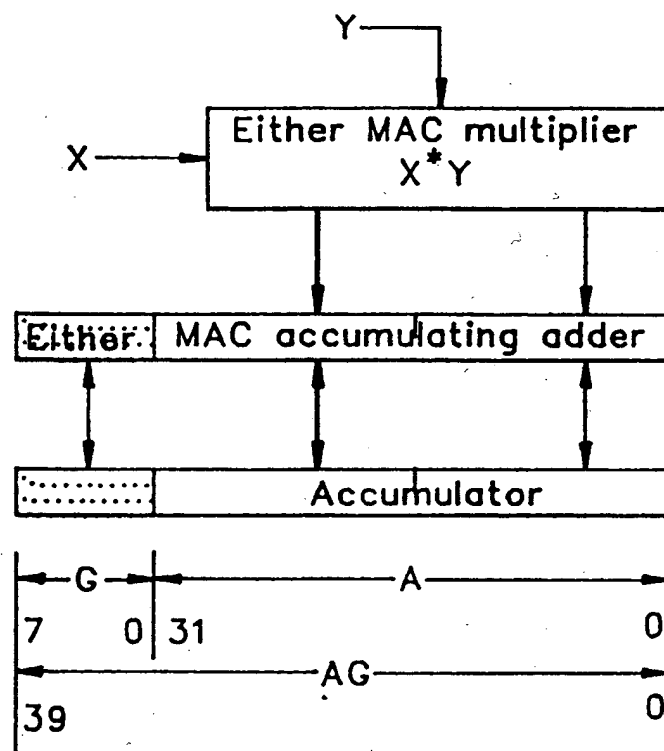 Y
Either MAC multiplier
X
X*Y
Either MAC accumulating adder
Accumulator
G A
7 0 31 0
AG
39 0